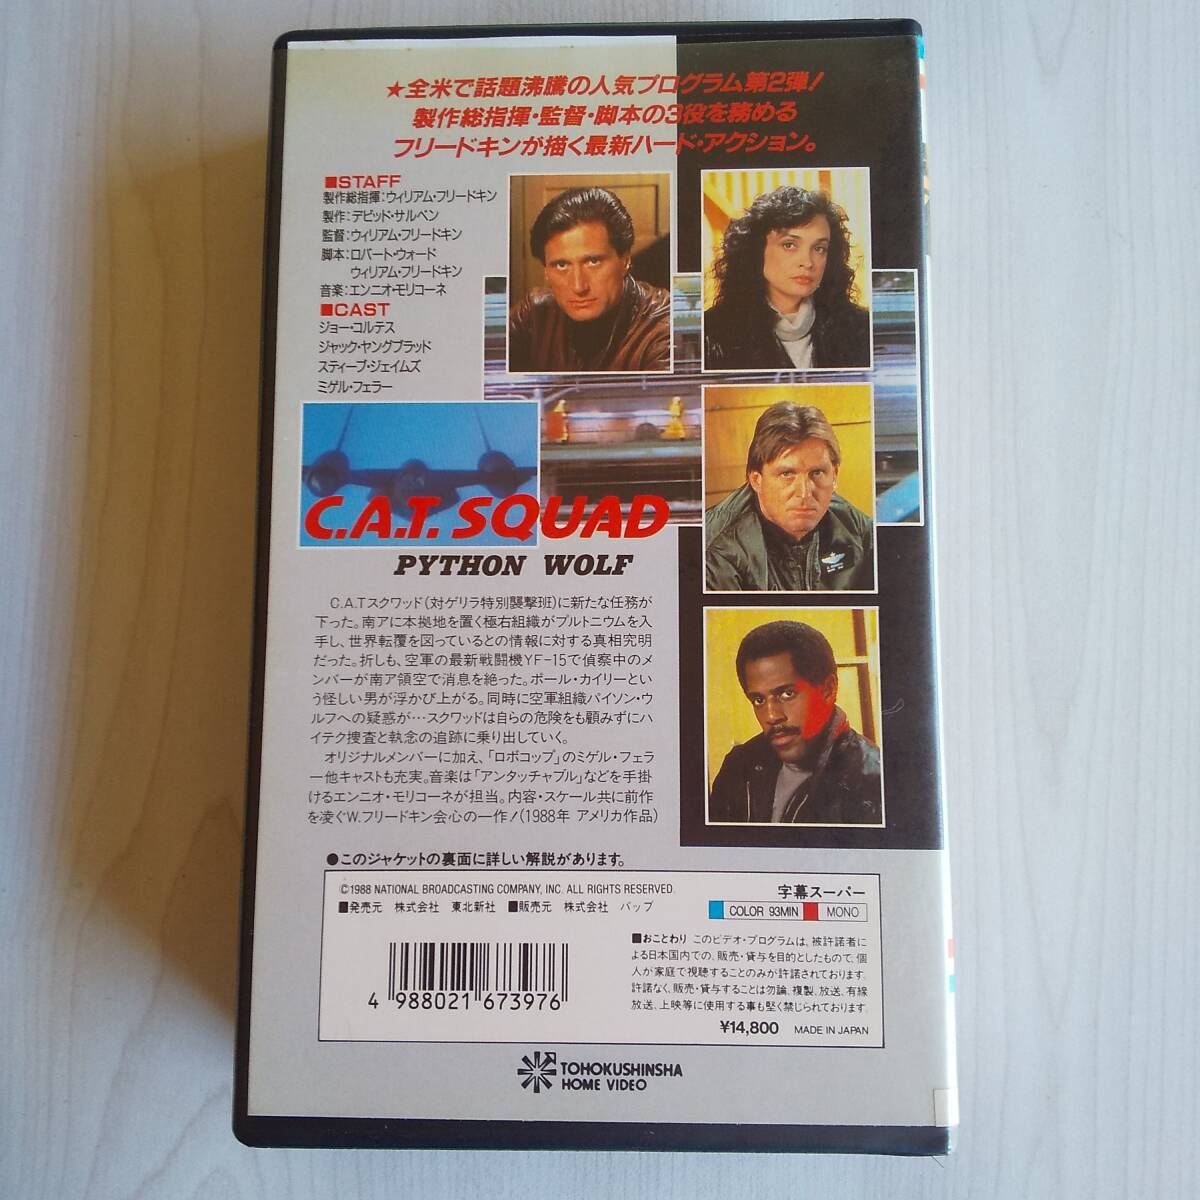 ★全米で話題沸騰の人気プログラム第2弾!
製作総指揮・監督・脚本の3役を務める
フリードキンが描く最新ハード・アクション。
■STAFF
製作総指揮:ウィリアム・フリードキン
製作:デビッド・サルベン
監督:ウィリアム・フリードキン
脚本:ロバート・ウォード
ウィリアム・フリードキン
音楽:エンニオ・モリコーネ
■CAST
ジョー・コルテス
ジャック・ヤングブラッド
スティーブ・ジェイムズ
ミゲル・フェラー
C.A.T. SQUAD
PYTHON WOLF
C.A.Tスクワッド(対ゲリラ特別襲撃班)に新たな任務が
下った。南アに本拠地を置く極右組織がプルトニウムを入
手し、世界転覆を図っているとの情報に対する真相究明
だった。折しも、空軍の最新戦闘機YF-15で偵察中のメ
ンバーが南ア領空で消息を絶った。ポール・カイリーとい
う怪しい男が浮かび上がる。同時に空軍組織パイソン・ウ
ルフへの疑惑が…スクワッドは自らの危険をも顧みずにハ
イテク捜査と執念の追跡に乗り出していく。
オリジナルメンバーに加え、「ロボコップ」のミゲル・フェラ
ー他キャストも充実。音楽は「アンタッチャブル」などを手掛
けるエンニオ・モリコーネが担当。内容・スケール共に前作
を凌ぐW.フリードキン会心の一作!(1988年 アメリカ作品)
●このジャケットの裏面に詳しい解説があります。
©1988 NATIONAL BROADCASTING COMPANY, INC. ALL RIGHTS RESERVED.
■発売元 株式会社 東北新社 ■販売元 株式会社 バップ
字幕スーパー
COLOR 93MIN MONO
■おことわり このビデオ・プログラムは、被許諾者に
よる日本国内での、販売・貸与を目的としたもので、個
人が家庭で視聴することのみが許諾されております。
許諾なく、販売・貸与することは勿論、複製、放送、有線
放送、上映等に使用する事も堅く禁じられております。
4 988021 673976
¥14,800 MADE IN JAPAN
TOHOKUSHINSHA
HOME VIDEO